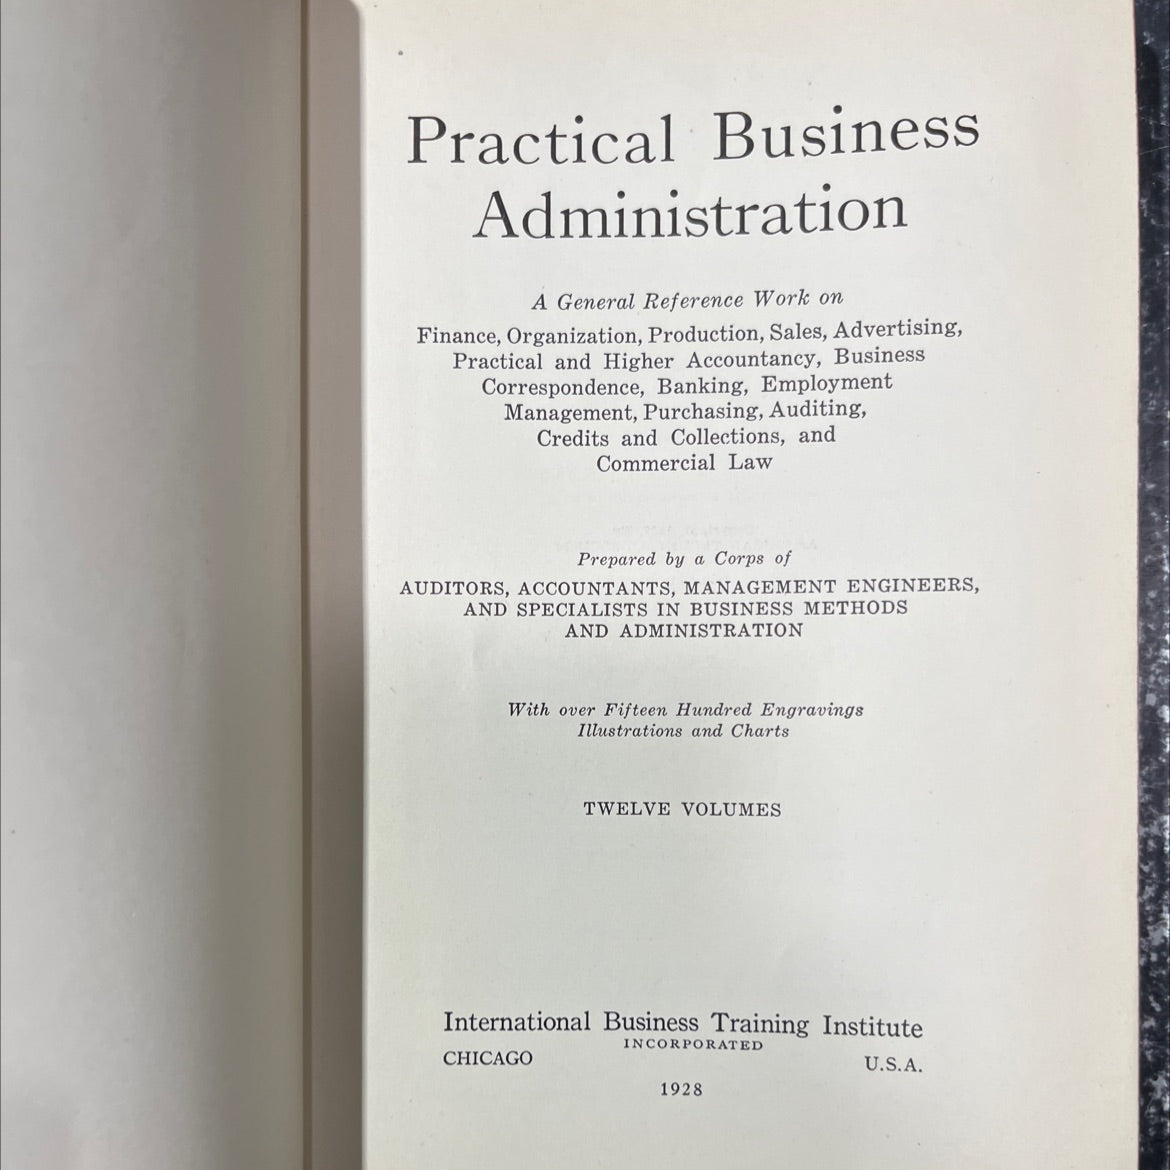 Practical Business
Administration
A General Reference Work on
Finance, Organization, Production, Sales, Advertising,
Practical and Higher Accountancy, Business
Correspondence, Banking, Employment
Management, Purchasing, Auditing,
Credits and Collections, and
Commercial Law
Prepared by a Corps of
AUDITORS, ACCOUNTANTS, MANAGEMENT ENGINEERS,
AND SPECIALISTS IN BUSINESS METHODS
AND ADMINISTRATION
With over Fifteen Hundred Engravings
Illustrations and Charts
TWELVE VOLUMES
International Business Training Institute
INCORPORATED
CHICAGO U.S.A.
1928